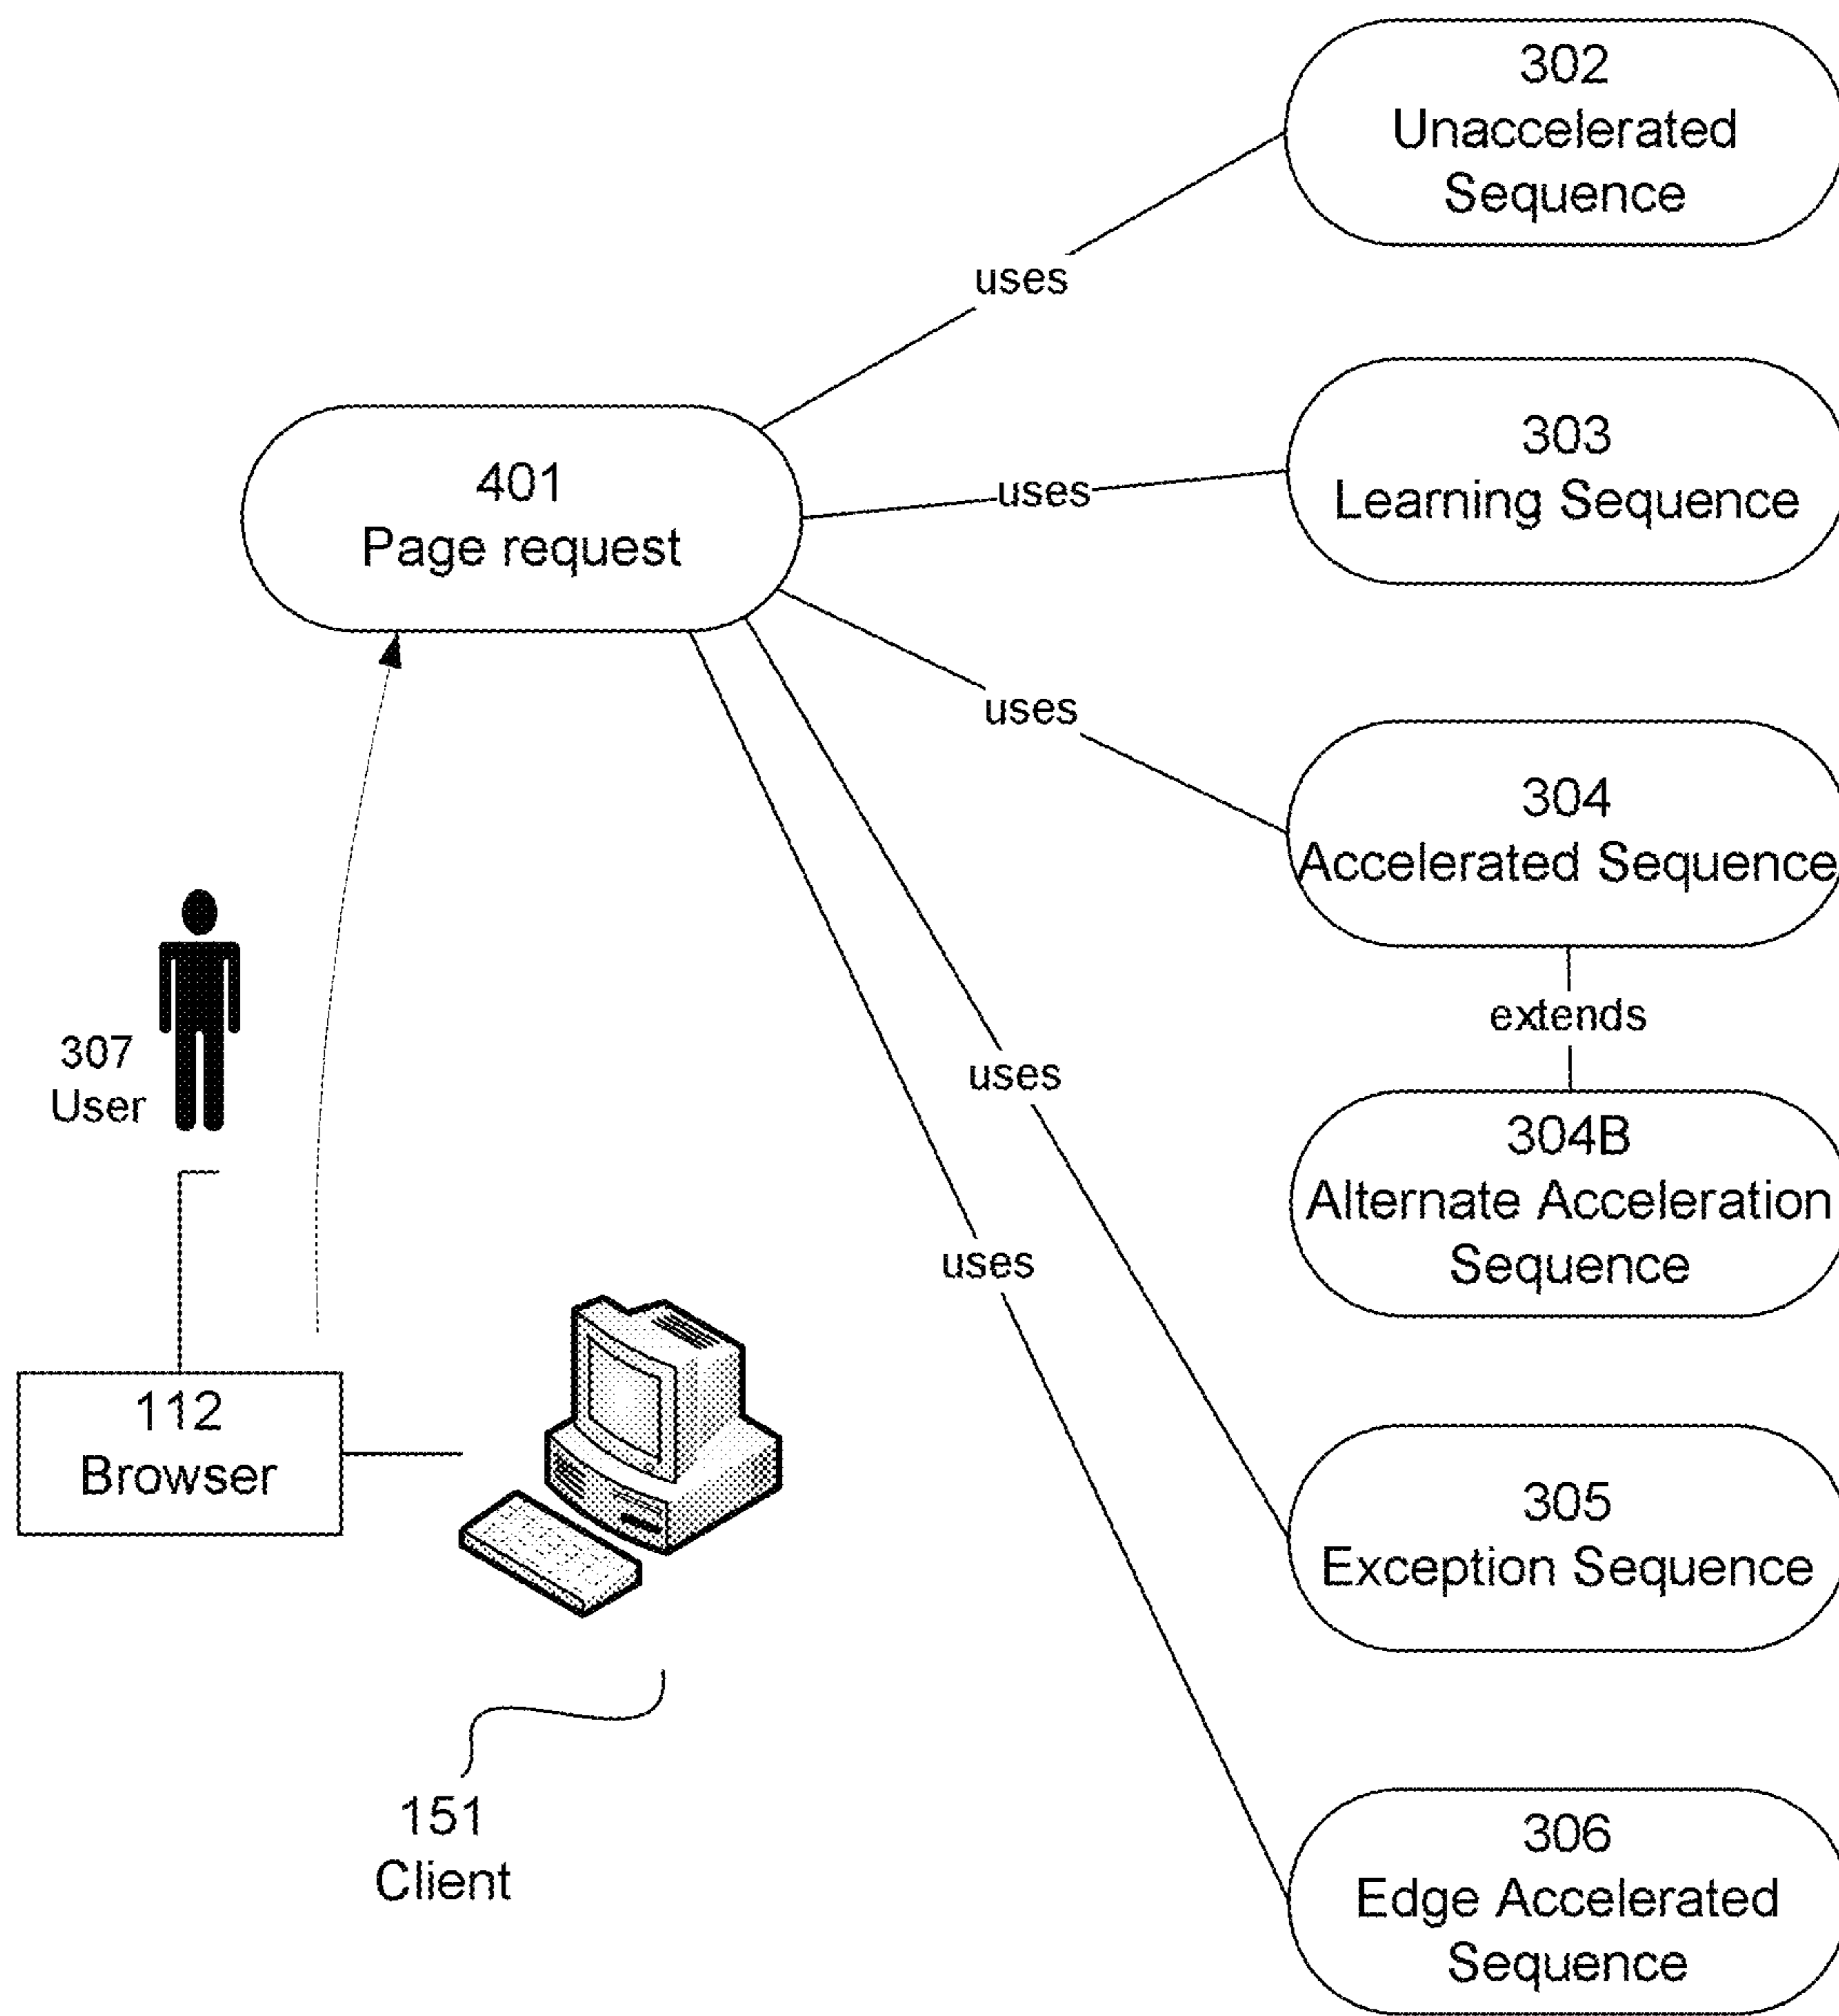 302
Unaccelerated
Sequence
uses
303
Learning Sequence
401
Page request
uses
uses
304
Accelerated Sequence
extends
307
User
uses
304B
Alternate Acceleration
Sequence
uses
112
Browser
305
Exception Sequence
151
Client
306
Edge Accelerated
Sequence